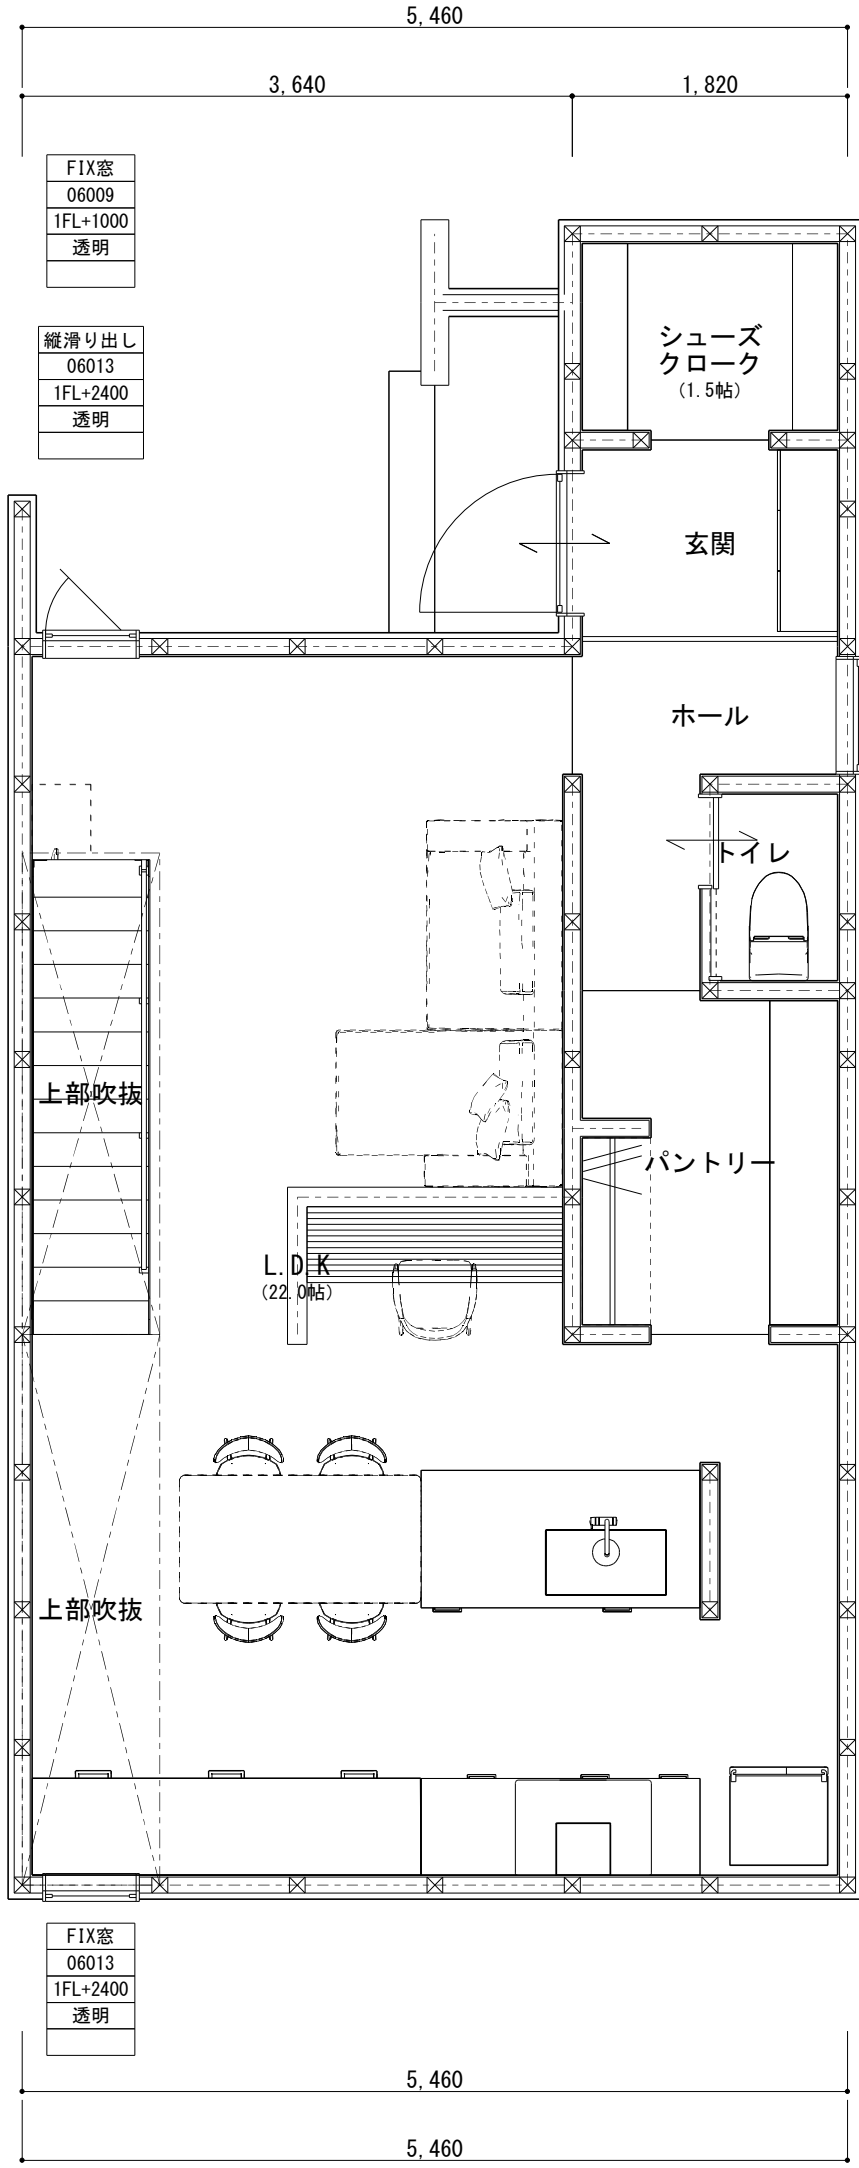 5,460
3,640
1,820
FIX窓
06009
1FL+1000
透明
縦滑り出し
06013
1FL+2400
透明
シューズ
クローク
(1.5帖)
玄関
ホール
トイレ
上部吹抜
パントリー
L.D.K
(22.0帖)
上部吹抜
FIX窓
06013
1FL+2400
透明
5,460
5,460